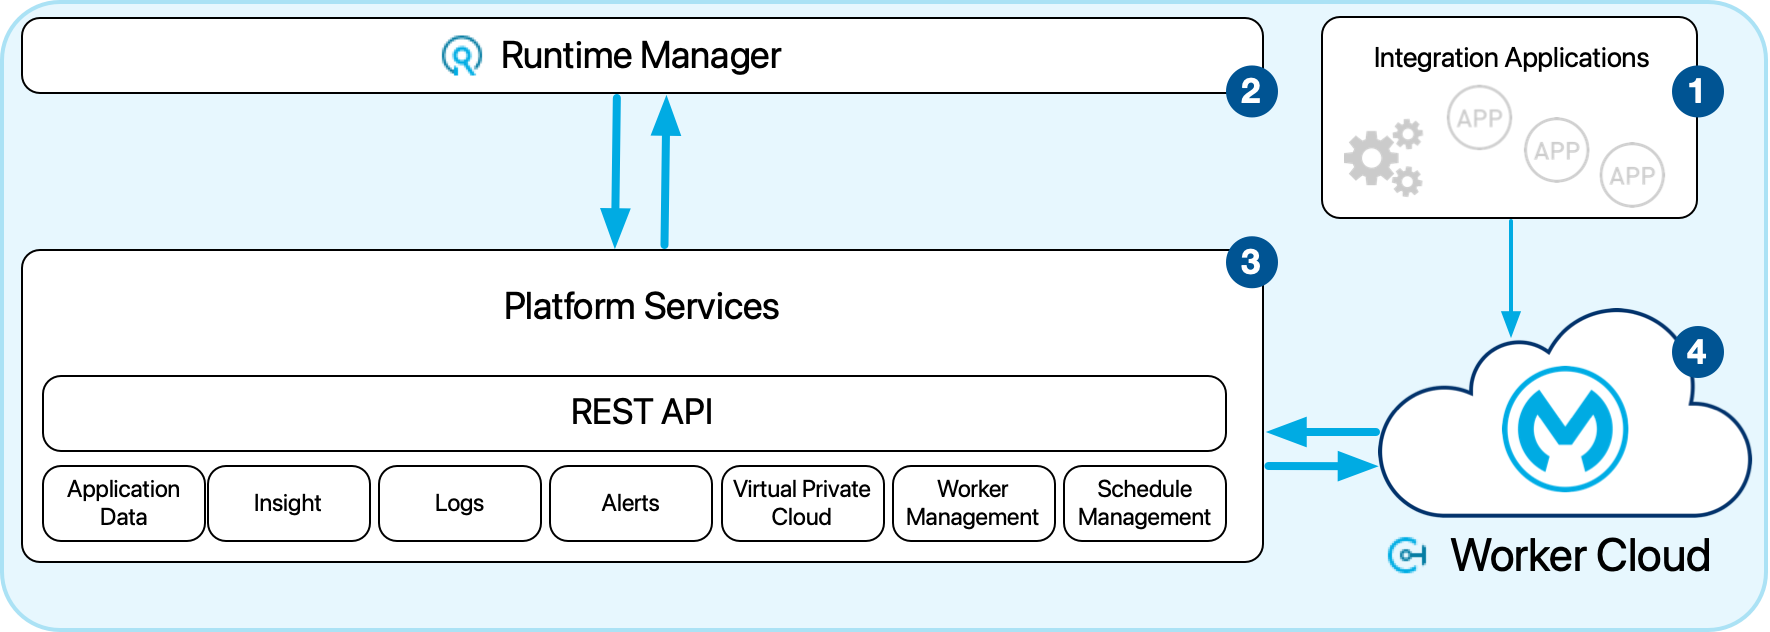 Runtime Manager
2
Integration Applications
1
APP
APP
APP
3
Platform Services
REST API
Application
Data
Insight
Logs
Alerts
Virtual Private
Cloud
Worker
Management
Schedule
Management
4
Worker Cloud